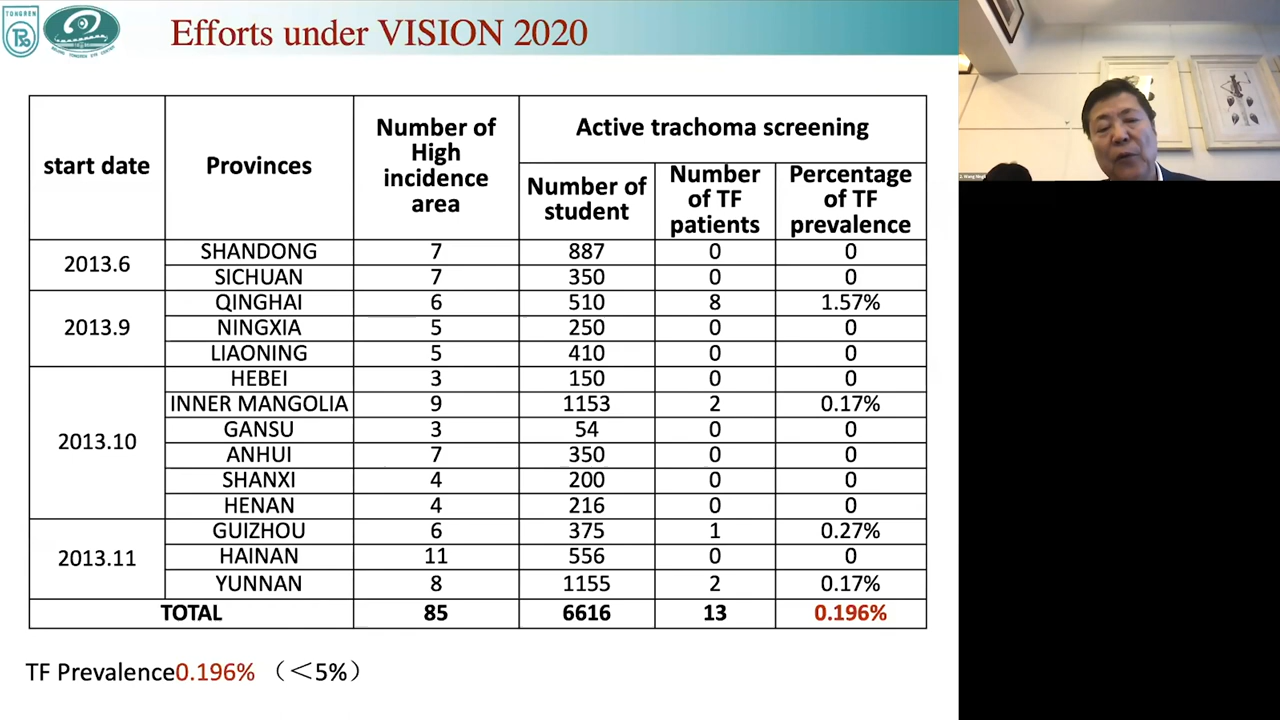 TONGREN
Efforts under VISION 2020
start date
Provinces
Number of
High
incidence
area
Active trachoma screening
Number of
student
Number
of TF
patients
Percentage
of TF
prevalence
2013.6
SHANDONG 7 887 0 0
SICHUAN 7 350 0 0
2013.9
QINGHAI 6 510 8 1.57%
NINGXIA 5 250 0 0
LIAONING 5 410 0 0
2013.10
HEBEI 3 150 0 0
INNER MANGOLIA 9 1153 2 0.17%
GANSU 3 54 0 0
ANHUI 7 350 0 0
SHANXI 4 200 0 0
HENAN 4 216 0 0
2013.11
GUIZHOU 6 375 1 0.27%
HAINAN 11 556 0 0
YUNNAN 8 1155 2 0.17%
TOTAL 85 6616 13 0.196%
TF Prevalence0.196% （＜5%）